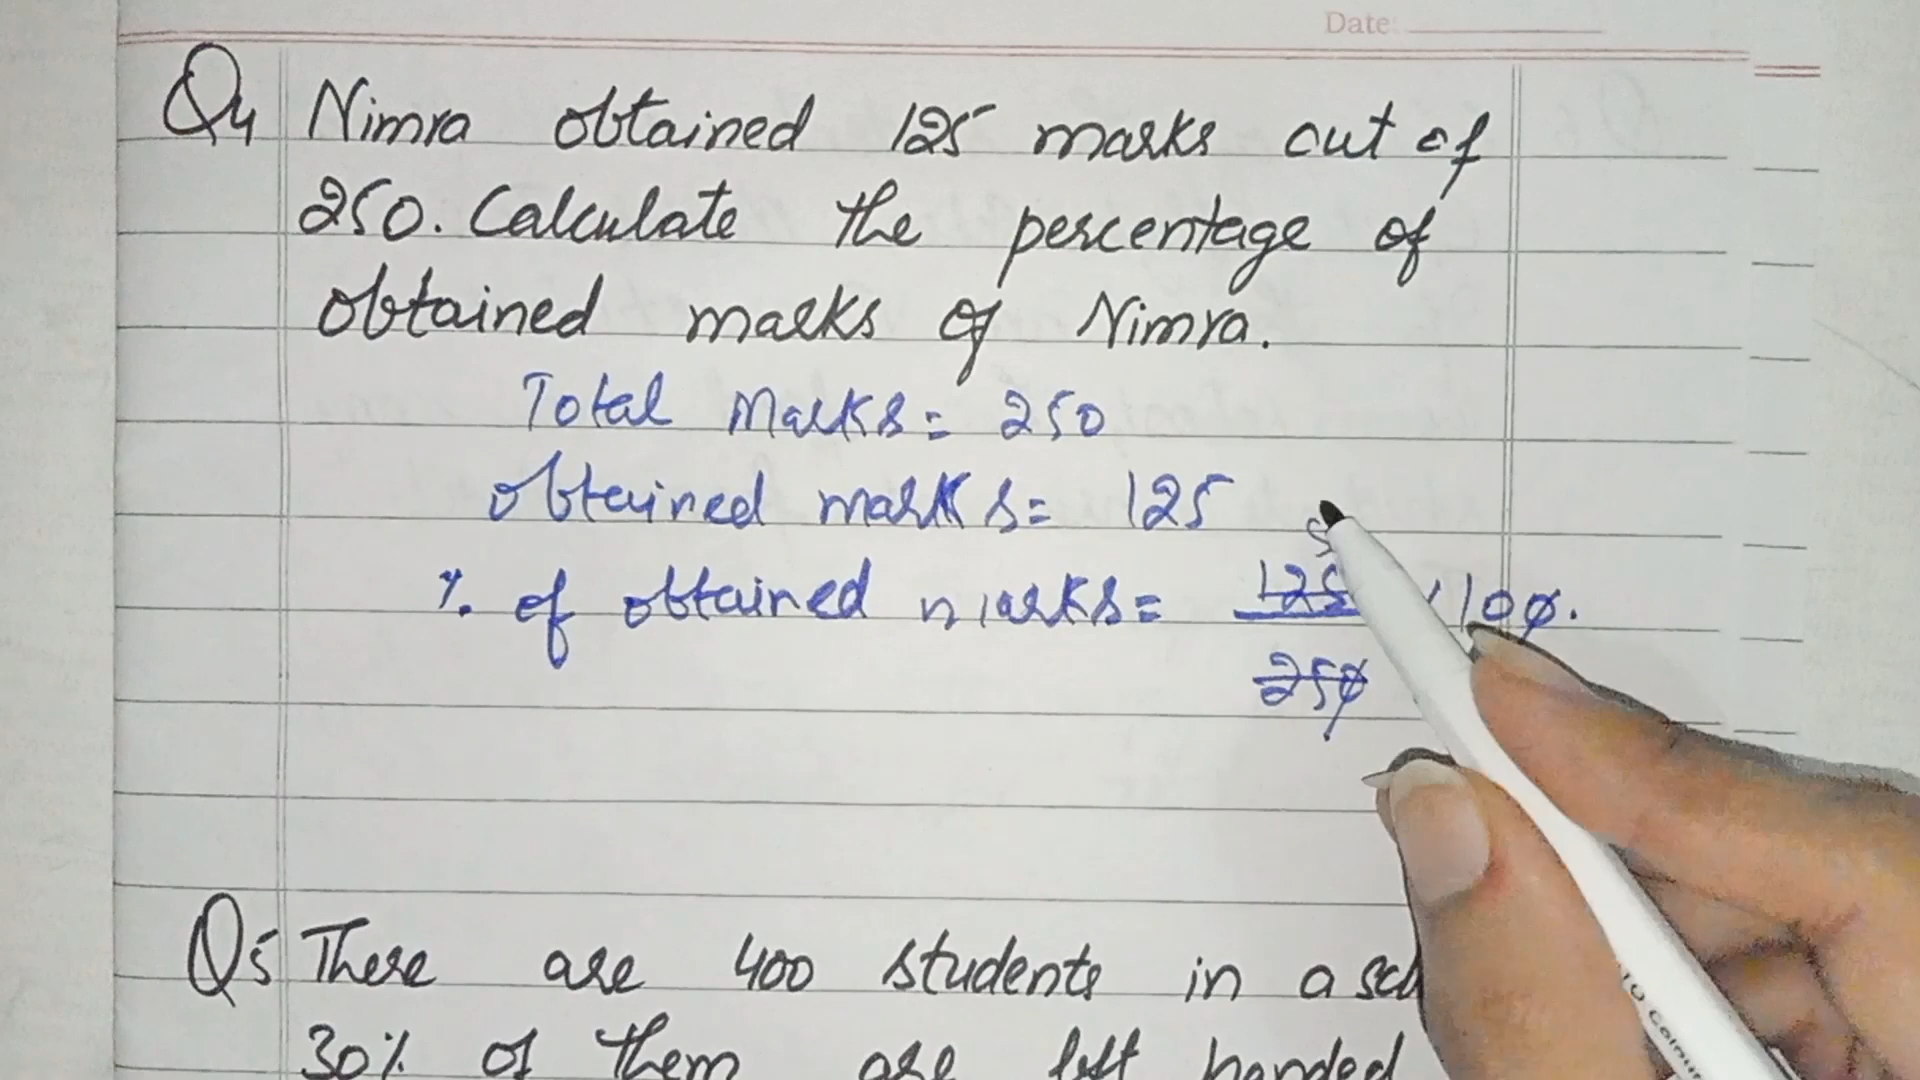 Date:
Q4 Nimra obtained 125 marks out of
250. Calculate the percentage of
obtained marks of Nimra.
Total Marks = 250
obtained marks = 125
5
% of obtained marks = 125 × 100.
250
Q5 There are 400 students in a
30% of them are left handed